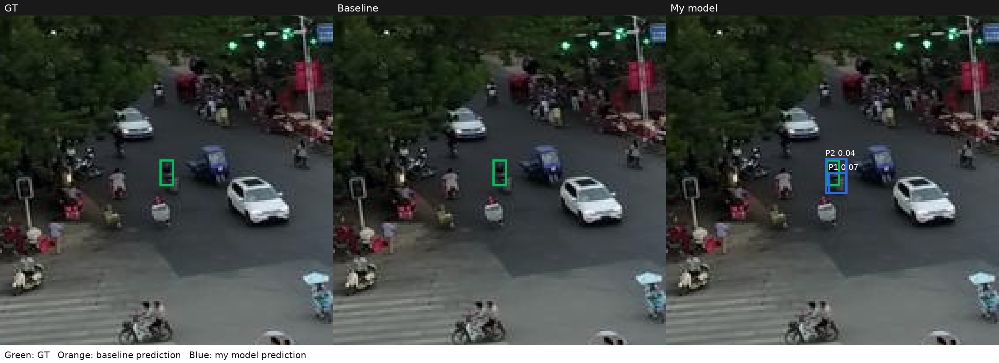 GT Baseline My model
P2 0.04
P1 0.07
Green: GT Orange: baseline prediction Blue: my model prediction